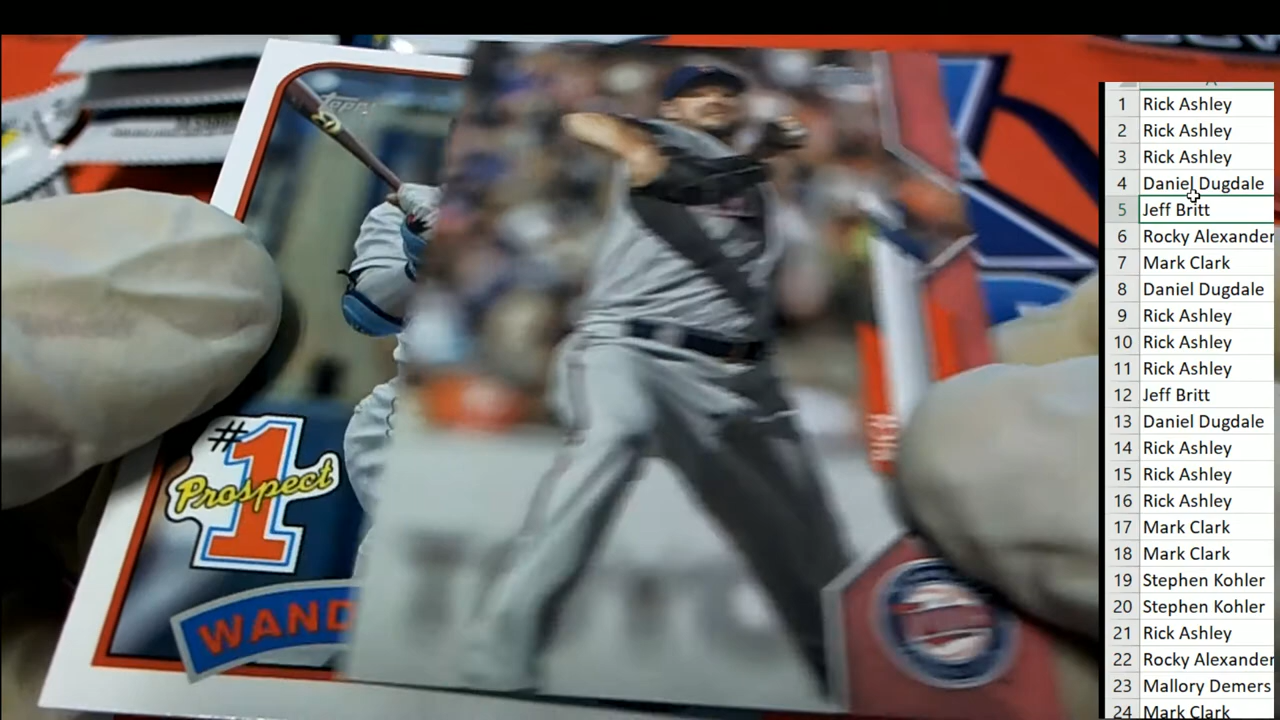 Topps
#1
Prospect
WAND
1 Rick Ashley
2 Rick Ashley
3 Rick Ashley
4 Daniel Dugdale
5 Jeff Britt
6 Rocky Alexander
7 Mark Clark
8 Daniel Dugdale
9 Rick Ashley
10 Rick Ashley
11 Rick Ashley
12 Jeff Britt
13 Daniel Dugdale
14 Rick Ashley
15 Rick Ashley
16 Rick Ashley
17 Mark Clark
18 Mark Clark
19 Stephen Kohler
20 Stephen Kohler
21 Rick Ashley
22 Rocky Alexander
23 Mallory Demers
24 Mark Clark